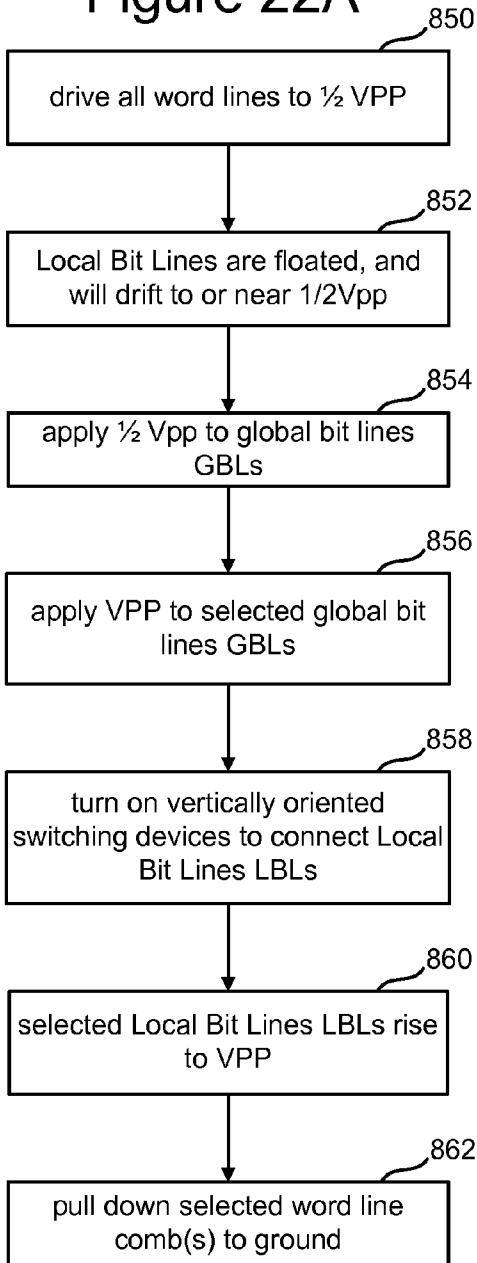 Figure 22A
850
drive all word lines to ½ VPP
852
Local Bit Lines are floated, and
will drift to or near 1/2Vpp
854
apply ½ Vpp to global bit lines
GBLs
856
apply VPP to selected global bit
lines GBLs
858
turn on vertically oriented
switching devices to connect Local
Bit Lines LBLs
860
selected Local Bit Lines LBLs rise
to VPP
862
pull down selected word line
comb(s) to ground